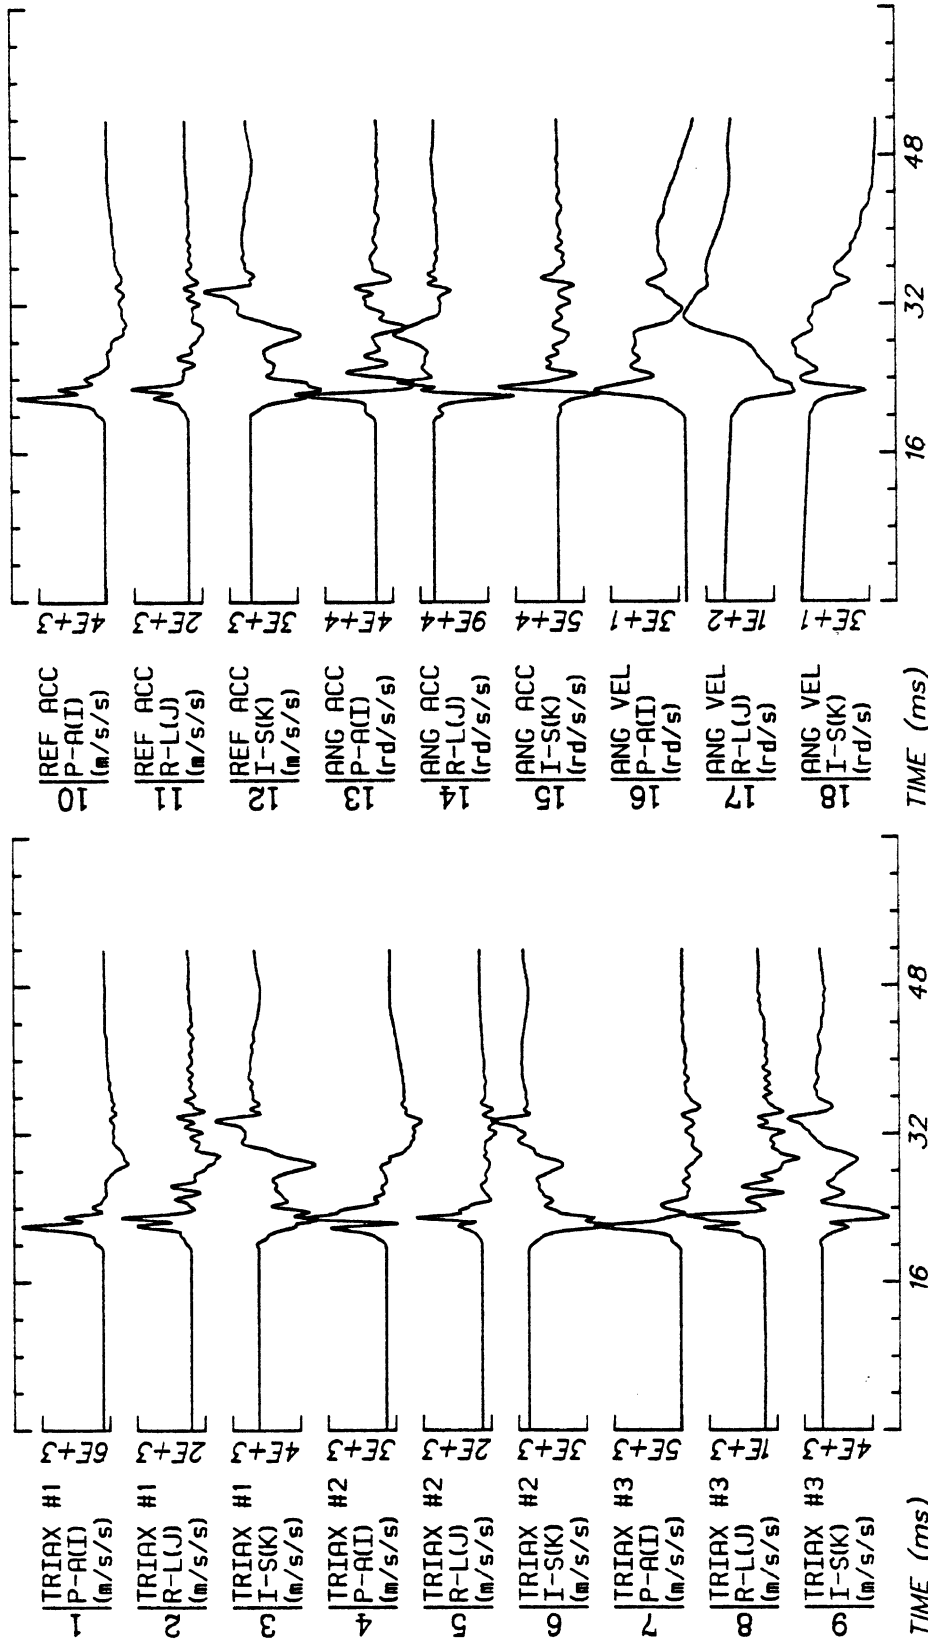 1
TRIAX #1
P-A(I)
(m/s/s)
6E+3
2
TRIAX #1
R-L(J)
(m/s/s)
2E+3
3
TRIAX #1
I-S(K)
(m/s/s)
4E+3
4
TRIAX #2
P-A(I)
(m/s/s)
3E+3
5
TRIAX #2
R-L(J)
(m/s/s)
2E+3
6
TRIAX #2
I-S(K)
(m/s/s)
3E+3
7
TRIAX #3
P-A(I)
(m/s/s)
5E+3
8
TRIAX #3
R-L(J)
(m/s/s)
1E+3
9
TRIAX #3
I-S(K)
(m/s/s)
4E+3
TIME (ms)
16
32
48
10
REF ACC
P-A(I)
(m/s/s)
4E+3
11
REF ACC
R-L(J)
(m/s/s)
2E+3
12
REF ACC
I-S(K)
(m/s/s)
3E+3
13
ANG ACC
P-A(I)
(rd/s/s)
4E+4
14
ANG ACC
R-L(J)
(rd/s/s)
9E+4
15
ANG ACC
I-S(K)
(rd/s/s)
5E+4
16
ANG VEL
P-A(I)
(rd/s)
3E+1
17
ANG VEL
R-L(J)
(rd/s)
1E+2
18
ANG VEL
I-S(K)
(rd/s)
3E+1
TIME (ms)
16
32
48